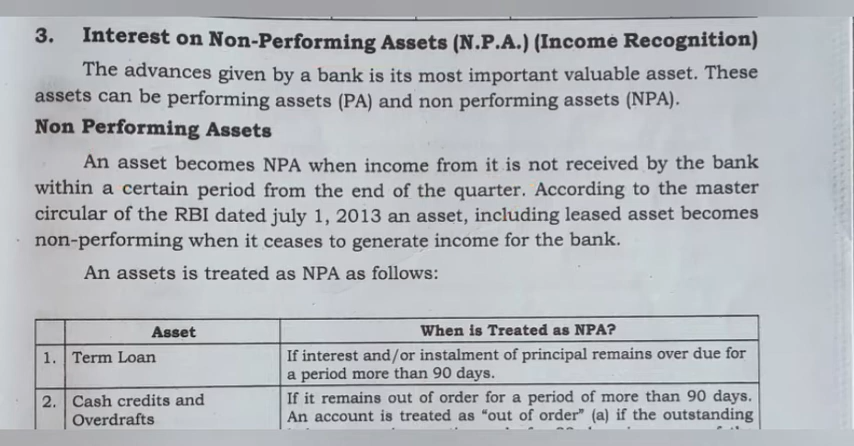 3. Interest on Non-Performing Assets (N.P.A.) (Income Recognition)
The advances given by a bank is its most important valuable asset. These
assets can be performing assets (PA) and non performing assets (NPA).
Non Performing Assets
An asset becomes NPA when income from it is not received by the bank
within a certain period from the end of the quarter. According to the master
circular of the RBI dated july 1, 2013 an asset, including leased asset becomes
non-performing when it ceases to generate income for the bank.
An assets is treated as NPA as follows:
Asset When is Treated as NPA?
1. Term Loan If interest and/or instalment of principal remains over due for
a period more than 90 days.
2. Cash credits and If it remains out of order for a period of more than 90 days.
Overdrafts An account is treated as “out of order” (a) if the outstanding